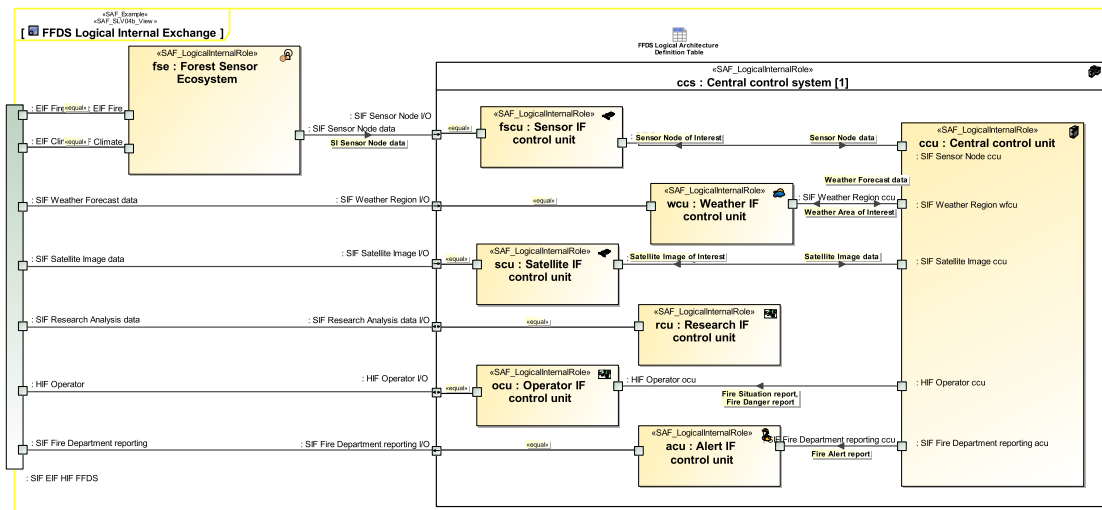 «SAF_Example»
«SAF_SLV04b_View»
[ FFDS Logical Internal Exchange ]
FFDS Logical Architecture
Definition Table
«SAF_LogicalInternalRole»
fse : Forest Sensor
Ecosystem
«SAF_LogicalInternalRole»
ccs : Central control system [1]
: EIF Fire
«equal»
: EIF Fire
: EIF Clim
«equal»
F Climate
: SIF Sensor Node data
SI Sensor Node data
: SIF Sensor Node I/O
«equal»
«SAF_LogicalInternalRole»
fscu : Sensor IF
control unit
Sensor Node of Interest
Sensor Node data
«SAF_LogicalInternalRole»
ccu : Central control unit
: SIF Sensor Node ccu
: SIF Weather Forecast data
: SIF Weather Region I/O
«equal»
«SAF_LogicalInternalRole»
wcu : Weather IF
control unit
Weather Forecast data
: SIF Weather Region ccu
Weather Area of Interest
: SIF Weather Region wfcu
: SIF Satellite Image data
: SIF Satellite Image I/O
«equal»
«SAF_LogicalInternalRole»
scu : Satellite IF
control unit
Satellite Image of Interest
Satellite Image data
: SIF Satellite Image ccu
: SIF Research Analysis data
: SIF Research Analysis data I/O
«equal»
«SAF_LogicalInternalRole»
rcu : Research IF
control unit
: HIF Operator
: HIF Operator I/O
«equal»
«SAF_LogicalInternalRole»
ocu : Operator IF
control unit
: HIF Operator ocu
Fire Situation report,
Fire Danger report
: HIF Operator ccu
: SIF Fire Department reporting
: SIF Fire Department reporting I/O
«equal»
«SAF_LogicalInternalRole»
acu : Alert IF
control unit
Fire Department reporting ccu
Fire Alert report
: SIF Fire Department reporting acu
: SIF EIF HIF FFDS